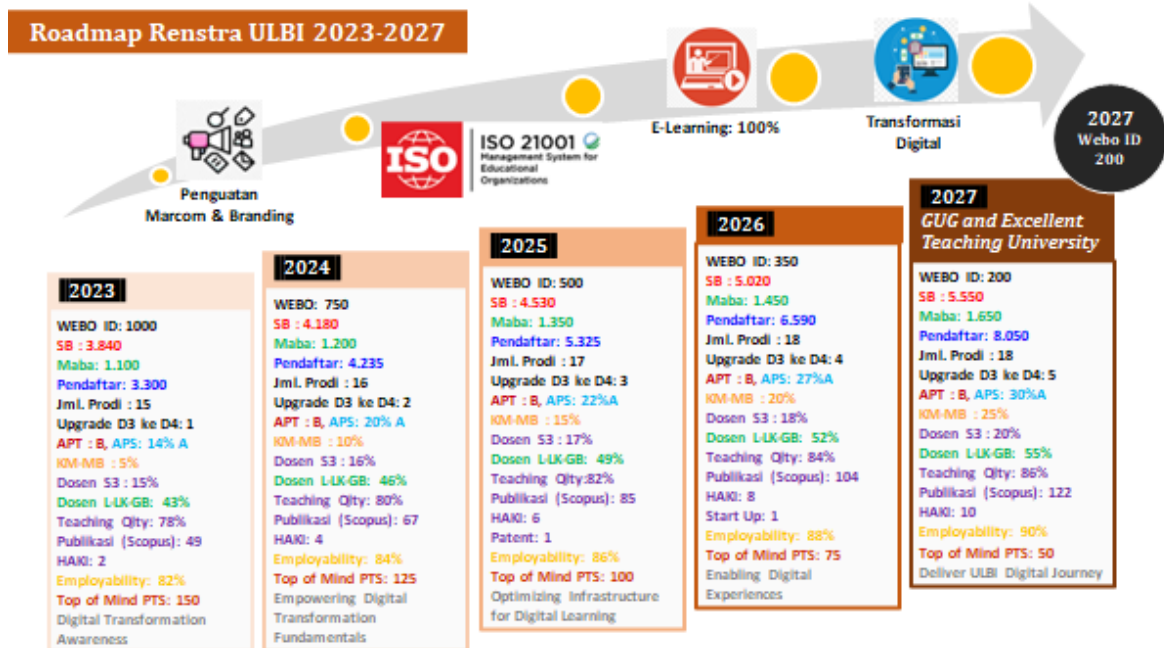 Roadmap Renstra ULBI 2023-2027
Penguatan
Marcom & Branding
ISO
ISO 21001
Management System for
Educational
Organizations
E-Learning: 100%
Transformasi
Digital
2027
Webo ID
200
2023
WEBO ID: 1000
SB : 3.840
Maba: 1.100
Pendaftar: 3.300
Jml. Prodi : 15
Upgrade D3 ke D4: 1
APT : B, APS: 14% A
KM-MB : 5%
Dosen S3 : 15%
Dosen L-LK-GB: 43%
Teaching Qlty: 78%
Publikasi (Scopus): 49
HAKI: 2
Employability: 82%
Top of Mind PTS: 150
Digital Transformation
Awareness
2024
WEBO: 750
SB : 4.180
Maba: 1.200
Pendaftar: 4.235
Jml. Prodi : 16
Upgrade D3 ke D4: 2
APT : B, APS: 20% A
KM-MB : 10%
Dosen S3 : 16%
Dosen L-LK-GB: 46%
Teaching Qlty: 80%
Publikasi (Scopus): 67
HAKI: 4
Employability: 84%
Top of Mind PTS: 125
Empowering Digital
Transformation
Fundamentals
2025
WEBO ID: 500
SB : 4.530
Maba: 1.350
Pendaftar: 5.325
Jml. Prodi : 17
Upgrade D3 ke D4: 3
APT : B, APS: 22%A
KM-MB : 15%
Dosen S3 : 17%
Dosen L-LK-GB: 49%
Teaching Qlty:82%
Publikasi (Scopus): 85
HAKI: 6
Patent: 1
Employability: 86%
Top of Mind PTS: 100
Optimizing Infrastructure
for Digital Learning
2026
WEBO ID: 350
SB : 5.020
Maba: 1.450
Pendaftar: 6.590
Jml. Prodi : 18
Upgrade D3 ke D4: 4
APT : B, APS: 27%A
KM-MB : 20%
Dosen S3 : 18%
Dosen L-LK-GB: 52%
Teaching Qlty: 84%
Publikasi (Scopus): 104
HAKI: 8
Start Up: 1
Employability: 88%
Top of Mind PTS: 75
Enabling Digital
Experiences
2027
GUG and Excellent
Teaching University
WEBO ID: 200
SB : 5.550
Maba: 1.650
Pendaftar: 8.050
Jml. Prodi : 18
Upgrade D3 ke D4: 5
APT : B, APS: 30%A
KM-MB : 25%
Dosen S3 : 20%
Dosen L-LK-GB: 55%
Teaching Qlty: 86%
Publikasi (Scopus): 122
HAKI: 10
Employability: 90%
Top of Mind PTS: 50
Deliver ULBI Digital Journey